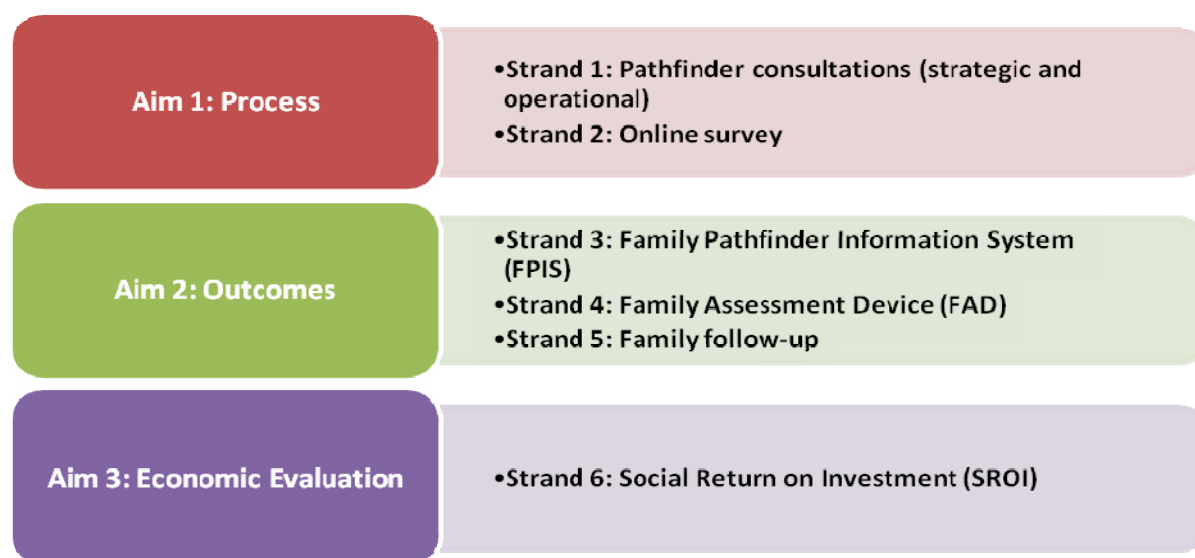 Aim 1: Process
•Strand 1: Pathfinder consultations (strategic and
operational)
•Strand 2: Online survey
Aim 2: Outcomes
•Strand 3: Family Pathfinder Information System
(FPIS)
•Strand 4: Family Assessment Device (FAD)
•Strand 5: Family follow-up
Aim 3: Economic Evaluation
•Strand 6: Social Return on Investment (SROI)